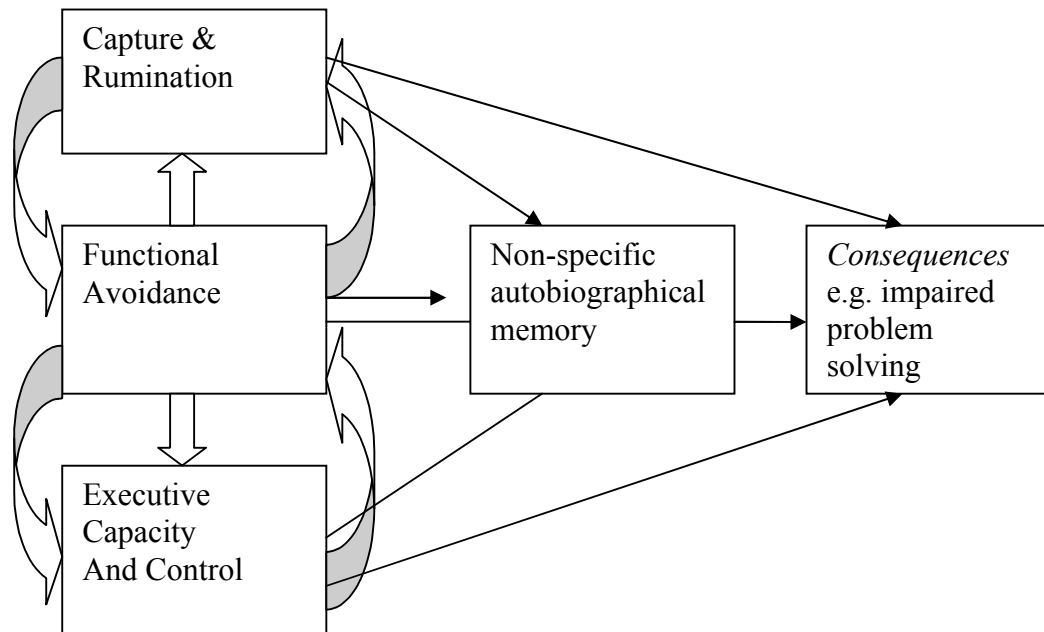 Capture &
Rumination
Functional
Avoidance
Non-specific
autobiographical
memory
Consequences
e.g. impaired
problem
solving
Executive
Capacity
And Control